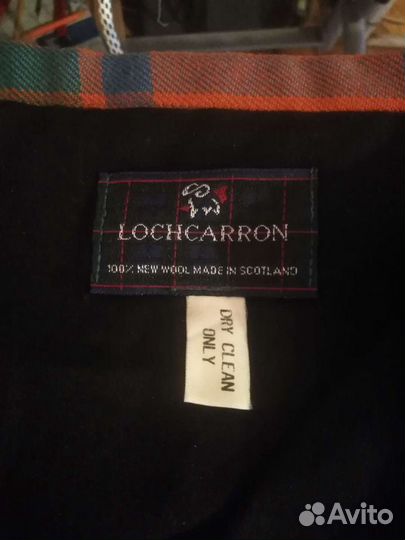 LOCHCARRON
100% NEW WOOL MADE IN SCOTLAND
DRY CLEAN
ONLY
Avito